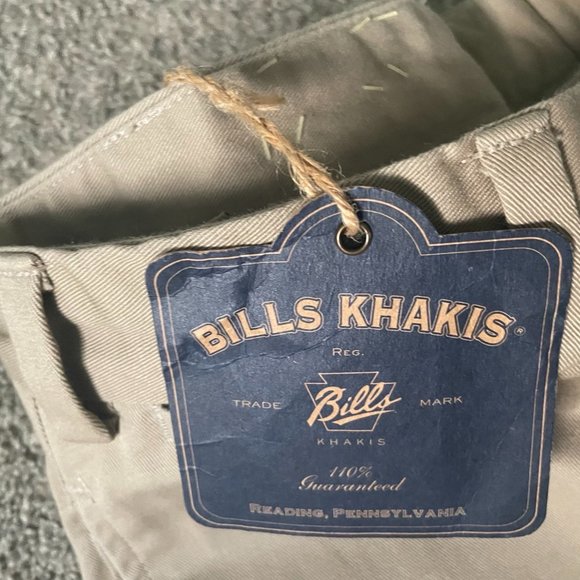 BILLS KHAKIS®
REG.
TRADE Bills MARK
KHAKIS
110%
Guaranteed
READING, PENNSYLVANIA